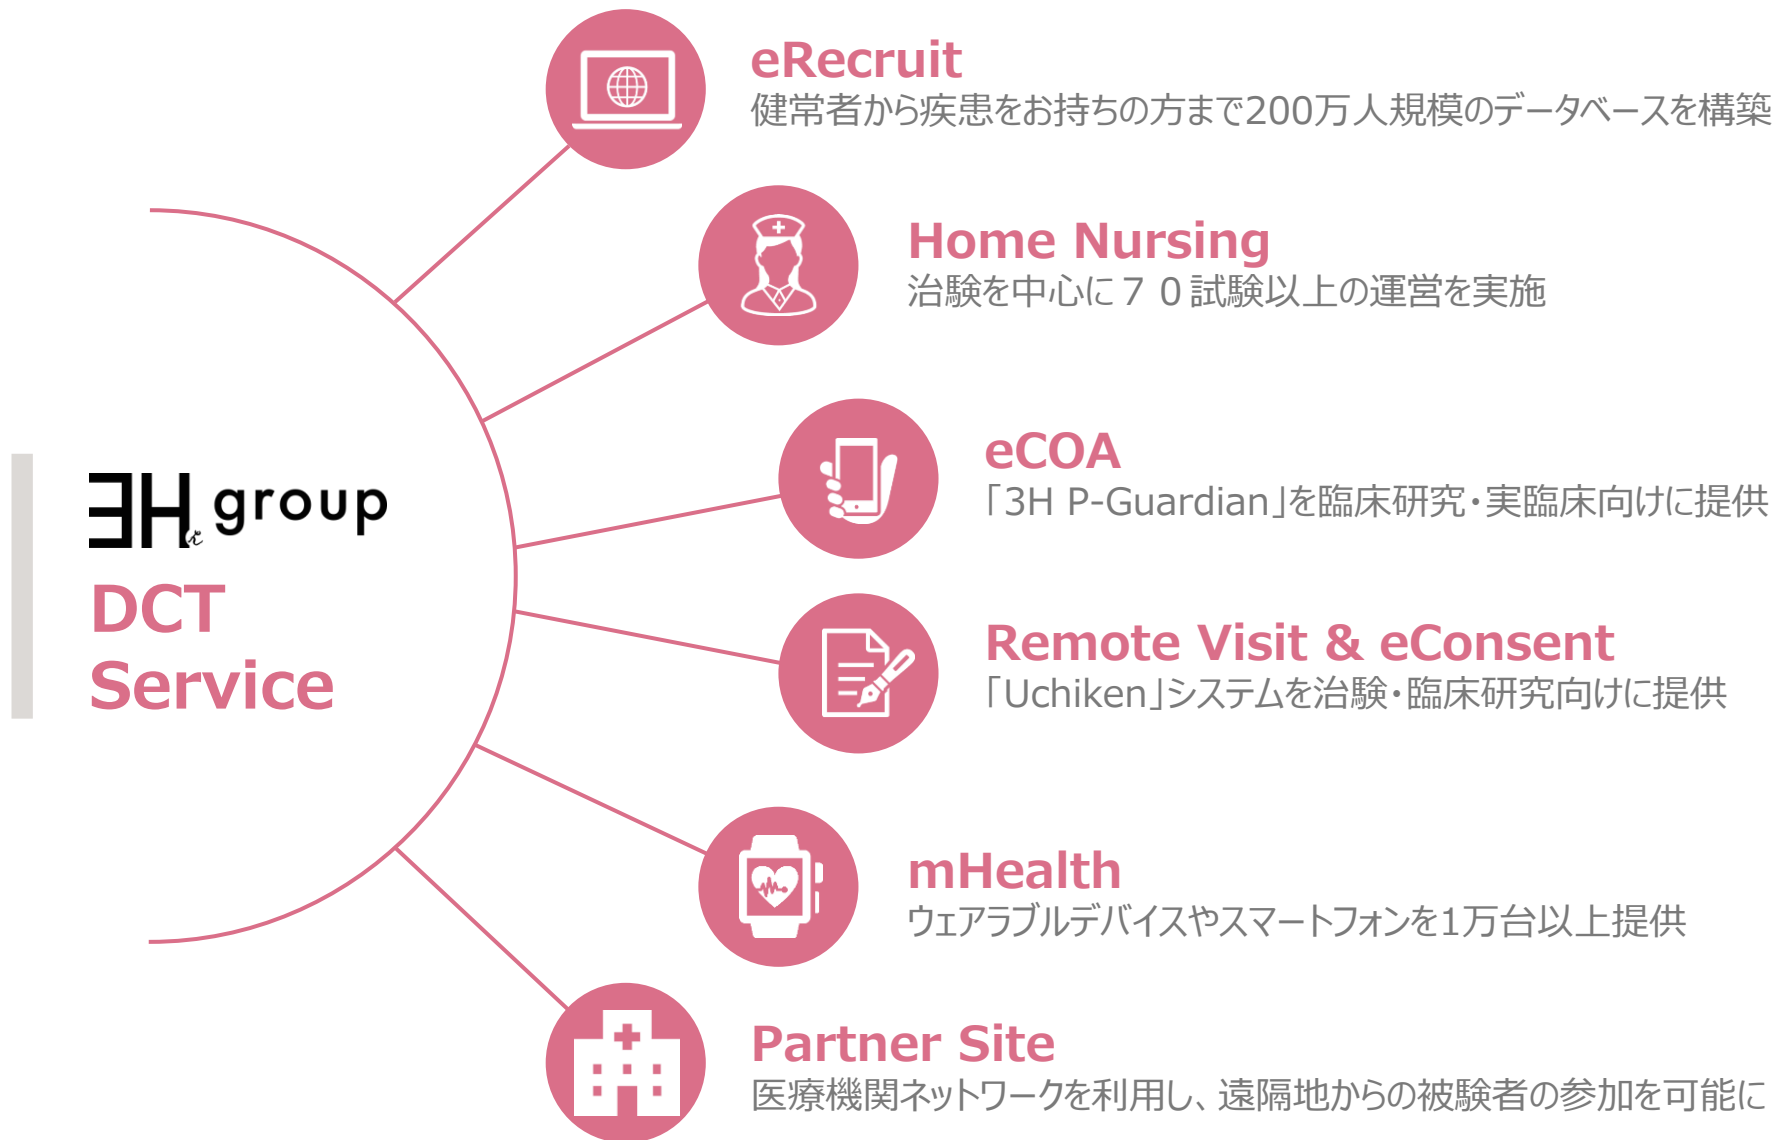 eRecruit
健常者から疾患をお持ちの方まで200万人規模のデータベースを構築
Home Nursing
治験を中心に７０試験以上の運営を実施
3Hi group
DCT
Service
eCOA
「3H P-Guardian」を臨床研究・実臨床向けに提供
Remote Visit & eConsent
「Uchiken」システムを治験・臨床研究向けに提供
mHealth
ウェアラブルデバイスやスマートフォンを1万台以上提供
Partner Site
医療機関ネットワークを利用し、遠隔地からの被験者の参加を可能に